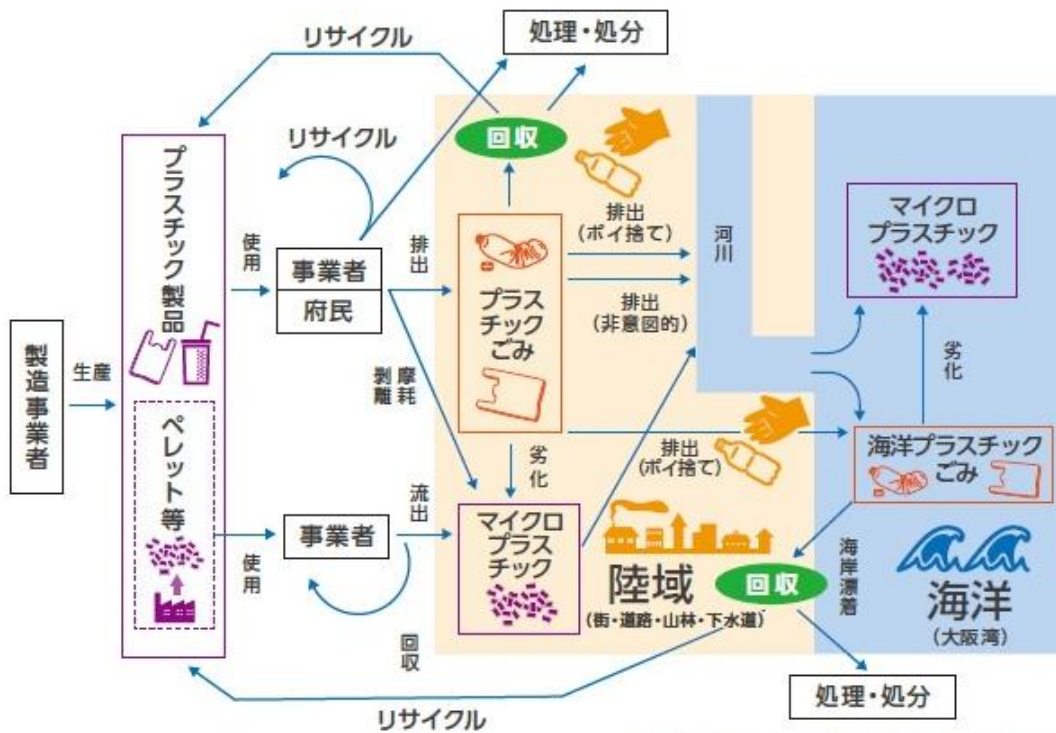 リサイクル
処理・処分
回収
リサイクル
プラスチック製品
使用
事業者
府民
排出
プラス
チック
ごみ
排出
(ポイ捨て)
排出
(非意図的)
河川
マイクロ
プラスチック
製造事業者
生産
摩耗
剥離
劣化
劣化
排出
(ポイ捨て)
海洋プラスチック
ごみ
ペレット等
使用
事業者
流出
回収
マイクロ
プラス
チック
陸域
(街・道路・山林・下水道)
回収
海岸漂着
海洋
(大阪湾)
処理・処分
リサイクル